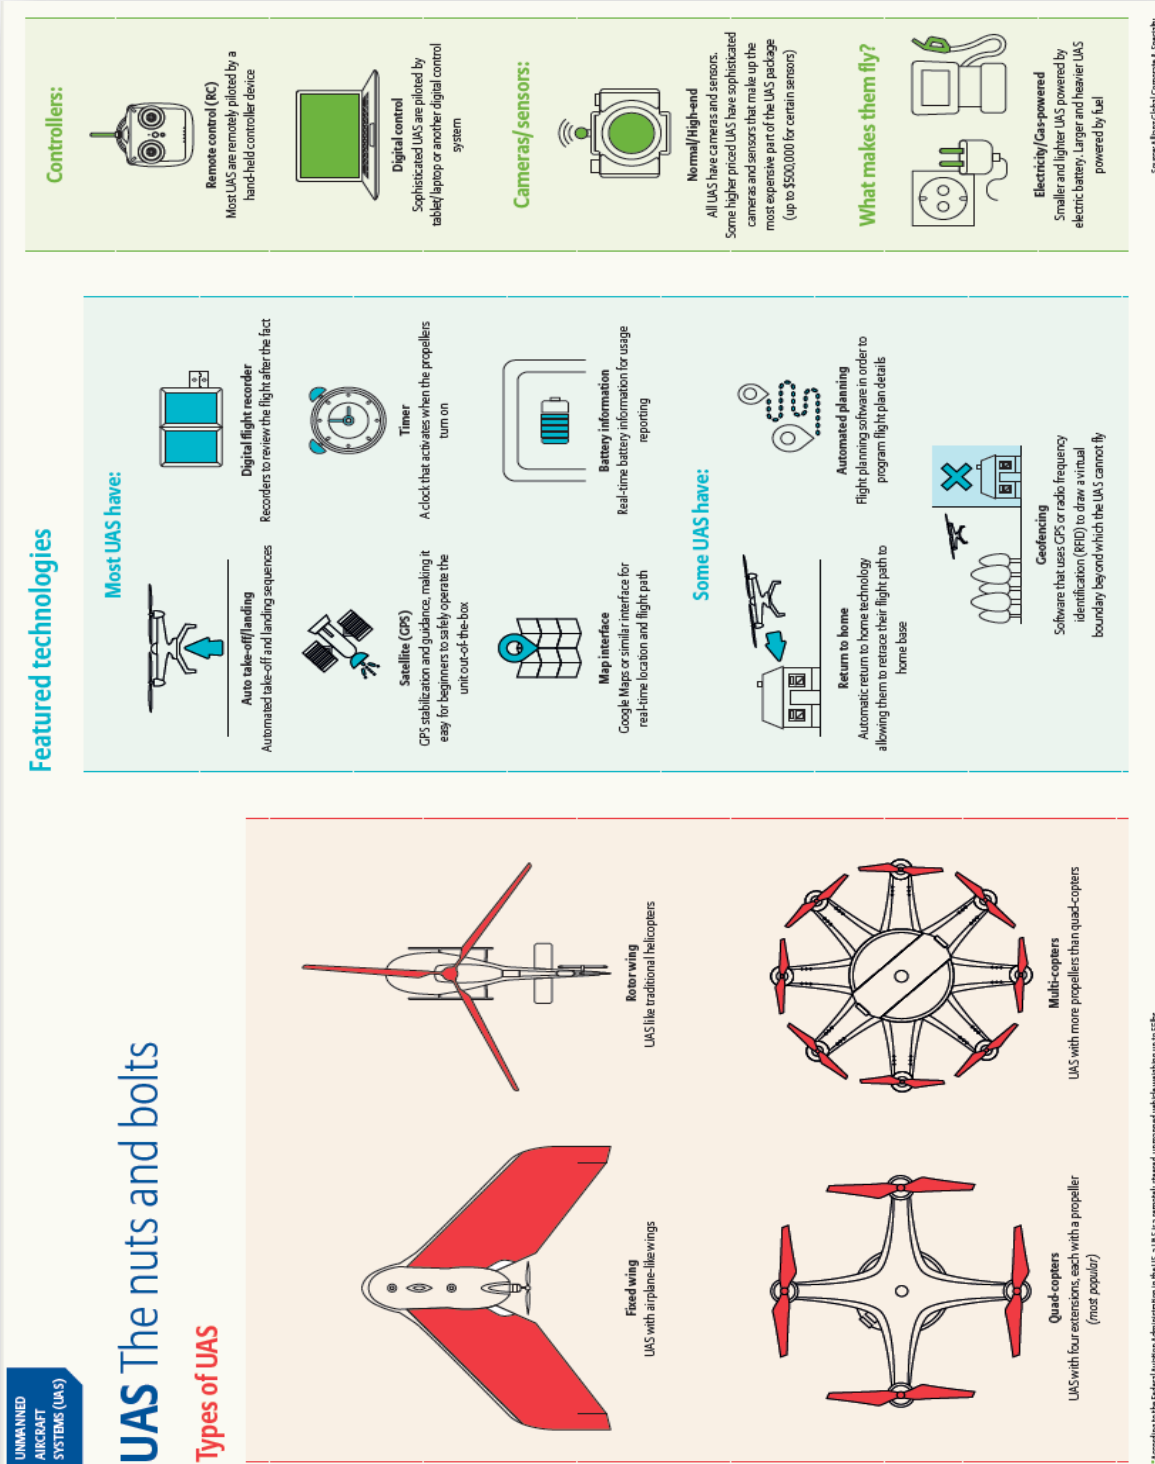 UNMANNED
AIRCRAFT
SYSTEMS (UAS)
UAS The nuts and bolts
Types of UAS
Fixed wing
UAS with airplane-like wings
Rotor wing
UAS like traditional helicopters
Quad-copters
UAS with four extensions, each with a propeller
(most popular)
Multi-copters
UAS with more propellers than quad-copters
Featured technologies
Most UAS have:
Auto take-off/landing
Automated take-off and landing sequences
Digital flight recorder
Recorders to review the flight after the fact
Satellite (GPS)
GPS stabilization and guidance, making it
easy for beginners to safely operate the
unit out-of-the-box
Timer
A clock that activates when the propellers
turn on
Map interface
Google Maps or similar interface for
real-time location and flight path
Battery information
Real-time battery information for usage
reporting
Some UAS have:
Return to home
Automatic return to home technology
allowing them to retrace their flight path to
home base
Automated planning
Flight planning software in order to
program flight plan details
Geofencing
Software that uses GPS or radio frequency
identification (RFID) to draw a virtual
boundary beyond which the UAS cannot fly
Controllers:
Remote control (RC)
Most UAS are remotely piloted by a
hand-held controller device
Digital control
Sophisticated UAS are piloted by
tablet/laptop or another digital control
system
Cameras/sensors:
Normal/High-end
All UAS have cameras and sensors.
Some higher priced UAS have sophisticated
cameras and sensors that make up the
most expensive part of the UAS package
(up to $500,000 for certain sensors)
What makes them fly?
Electricity/Gas-powered
Smaller and lighter UAS powered by
electric battery. Larger and heavier UAS
powered by fuel